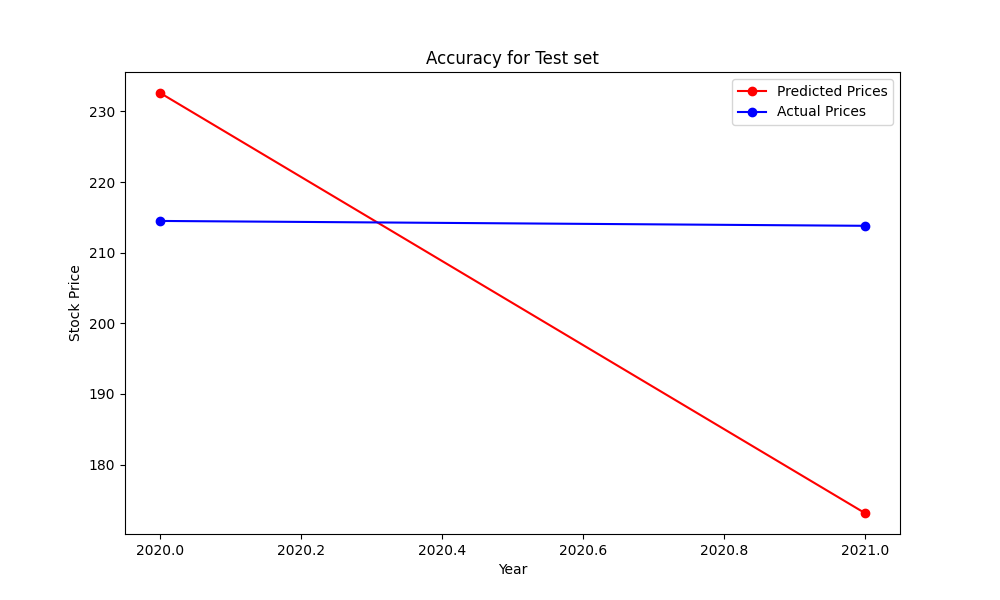 Accuracy for Test set
Predicted Prices
Actual Prices
230
220
210
200
190
180
Stock Price
2020.0 2020.2 2020.4 2020.6 2020.8 2021.0
Year